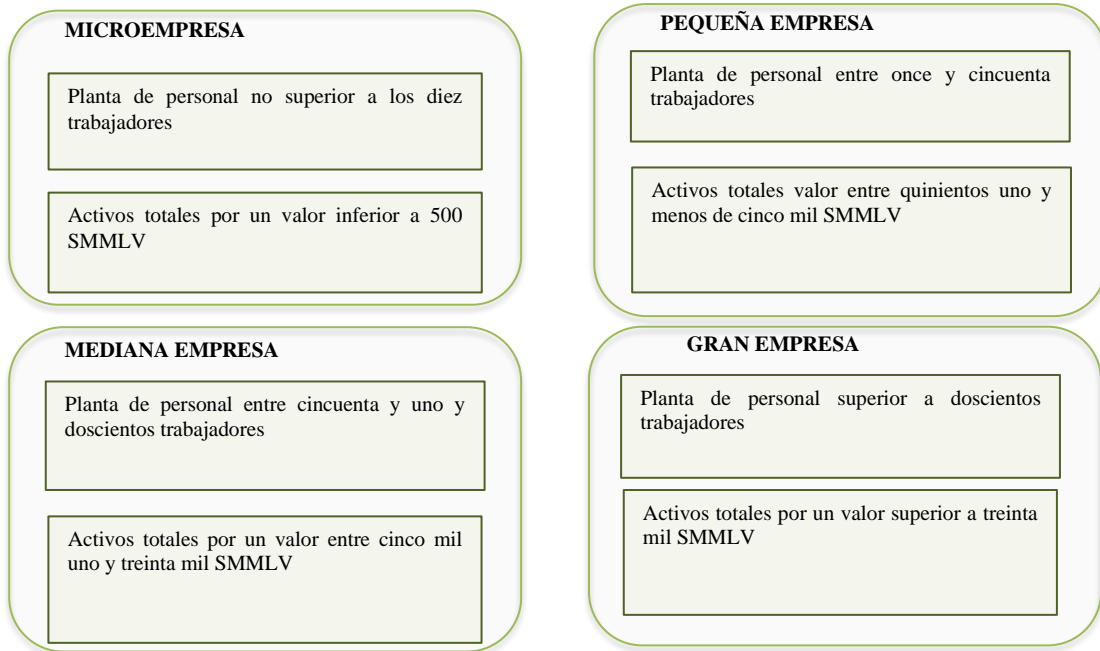 MICROEMPRESA
Planta de personal no superior a los diez
trabajadores
Activos totales por un valor inferior a 500
SMMLV
PEQUEÑA EMPRESA
Planta de personal entre once y cincuenta
trabajadores
Activos totales valor entre quinientos uno y
menos de cinco mil SMMLV
MEDIANA EMPRESA
Planta de personal entre cincuenta y uno y
doscientos trabajadores
Activos totales por un valor entre cinco mil
uno y treinta mil SMMLV
GRAN EMPRESA
Planta de personal superior a doscientos
trabajadores
Activos totales por un valor superior a treinta
mil SMMLV